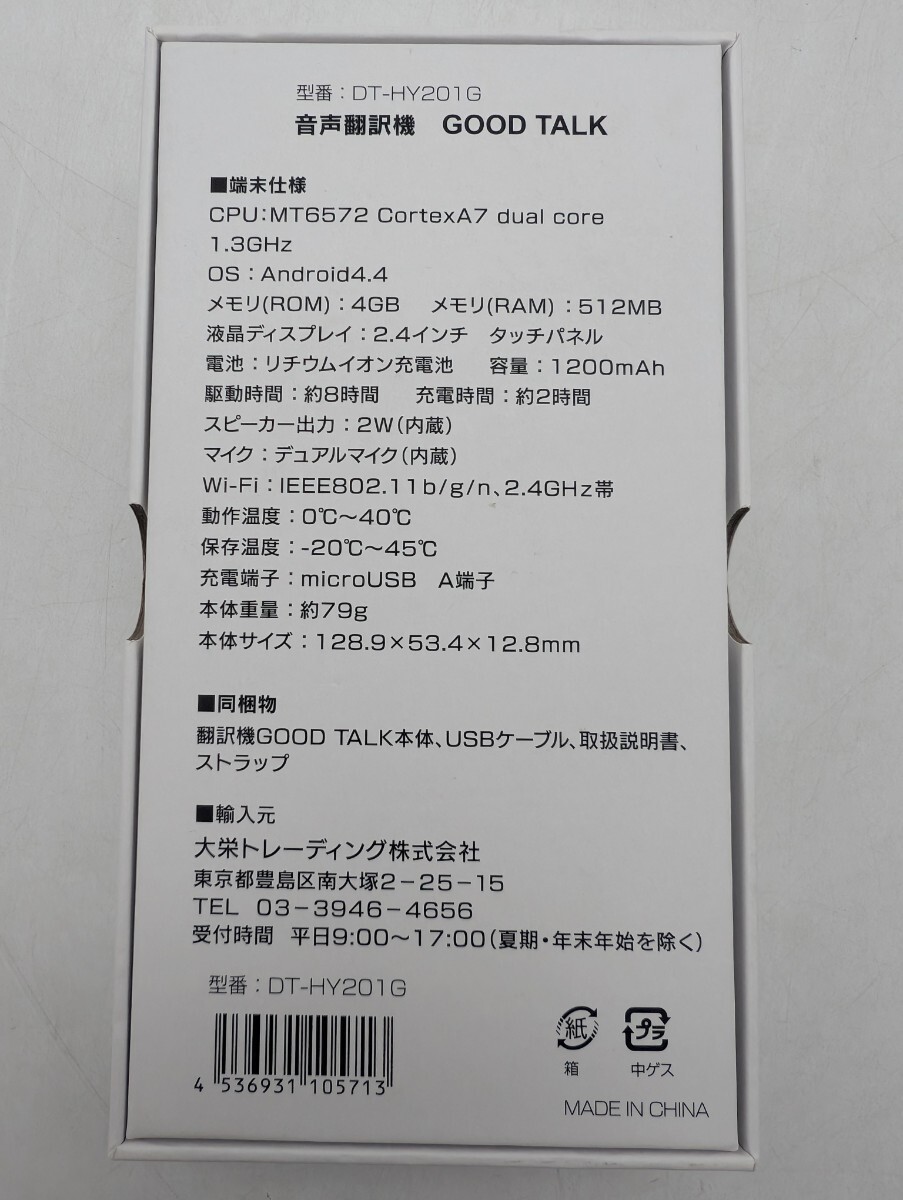 型番：DT-HY201G
音声翻訳機　GOOD TALK
■端末仕様
CPU：MT6572 CortexA7 dual core
1.3GHz
OS：Android4.4
メモリ(ROM)：4GB　メモリ(RAM)：512MB
液晶ディスプレイ：2.4インチ　タッチパネル
電池：リチウムイオン充電池　容量：1200mAh
駆動時間：約8時間　充電時間：約2時間
スピーカー出力：2W(内蔵)
マイク：デュアルマイク(内蔵)
Wi-Fi：IEEE802.11b/g/n、2.4GHz帯
動作温度：0℃～40℃
保存温度：-20℃～45℃
充電端子：microUSB　A端子
本体重量：約79g
本体サイズ：128.9×53.4×12.8mm
■同梱物
翻訳機GOOD TALK本体、USBケーブル、取扱説明書、
ストラップ
■輸入元
大栄トレーディング株式会社
東京都豊島区南大塚2－25－15
TEL 03－3946－4656
受付時間　平日9:00～17:00(夏期・年末年始を除く)
型番：DT-HY201G
4 536931 105713
紙 プラ
箱 中ゲス
MADE IN CHINA